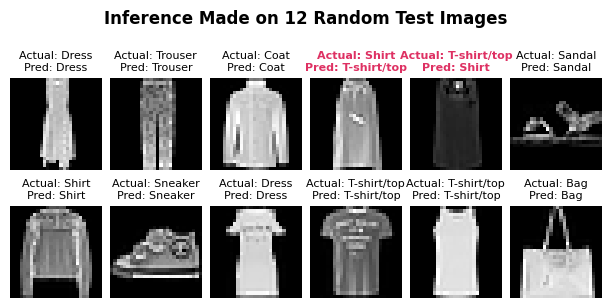 Inference Made on 12 Random Test Images
Actual: Dress
Pred: Dress
Actual: Trouser
Pred: Trouser
Actual: Coat
Pred: Coat
Actual: Shirt
Pred: T-shirt/top
Actual: T-shirt/top
Pred: Shirt
Actual: Sandal
Pred: Sandal
Actual: Shirt
Pred: Shirt
Actual: Sneaker
Pred: Sneaker
Actual: Dress
Pred: Dress
Actual: T-shirt/top
Pred: T-shirt/top
Actual: T-shirt/top
Pred: T-shirt/top
Actual: Bag
Pred: Bag